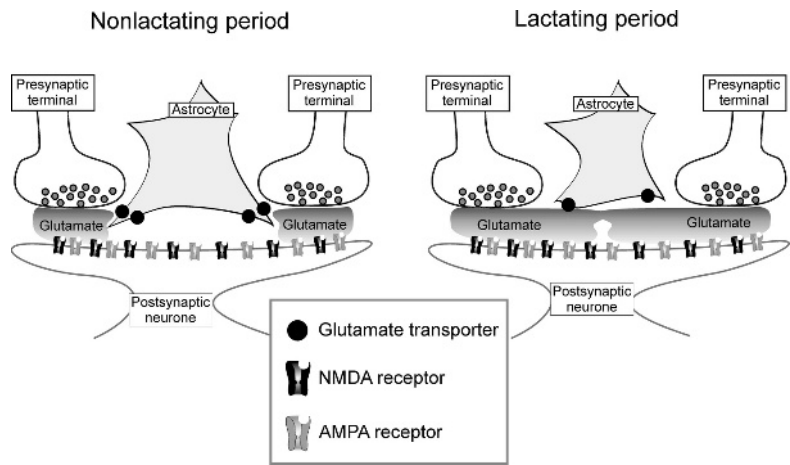 Nonlactating period
Lactating period
Presynaptic
terminal
Astrocyte
Presynaptic
terminal
Presynaptic
terminal
Astrocyte
Presynaptic
terminal
Glutamate
Glutamate
Glutamate
Glutamate
Postsynaptic
neurone
Postsynaptic
neurone
Glutamate transporter
NMDA receptor
AMPA receptor